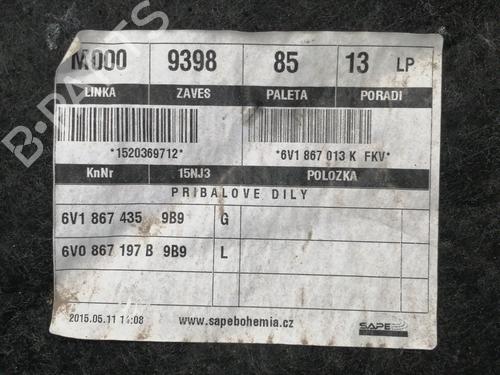 M000 9398 85 13 LP
LINKA ZAVES PALETA PORADI
*1520369712* *6V1 867 013 K FKV*
KnNr 15NJ3 POLOZKA
PRIBALOVE DILY
6V1 867 435 9B9 G
6V0 867 197 B 9B9 L
2015.05.11 11:08 www.sapebohemia.cz SAPE
B-PARTS